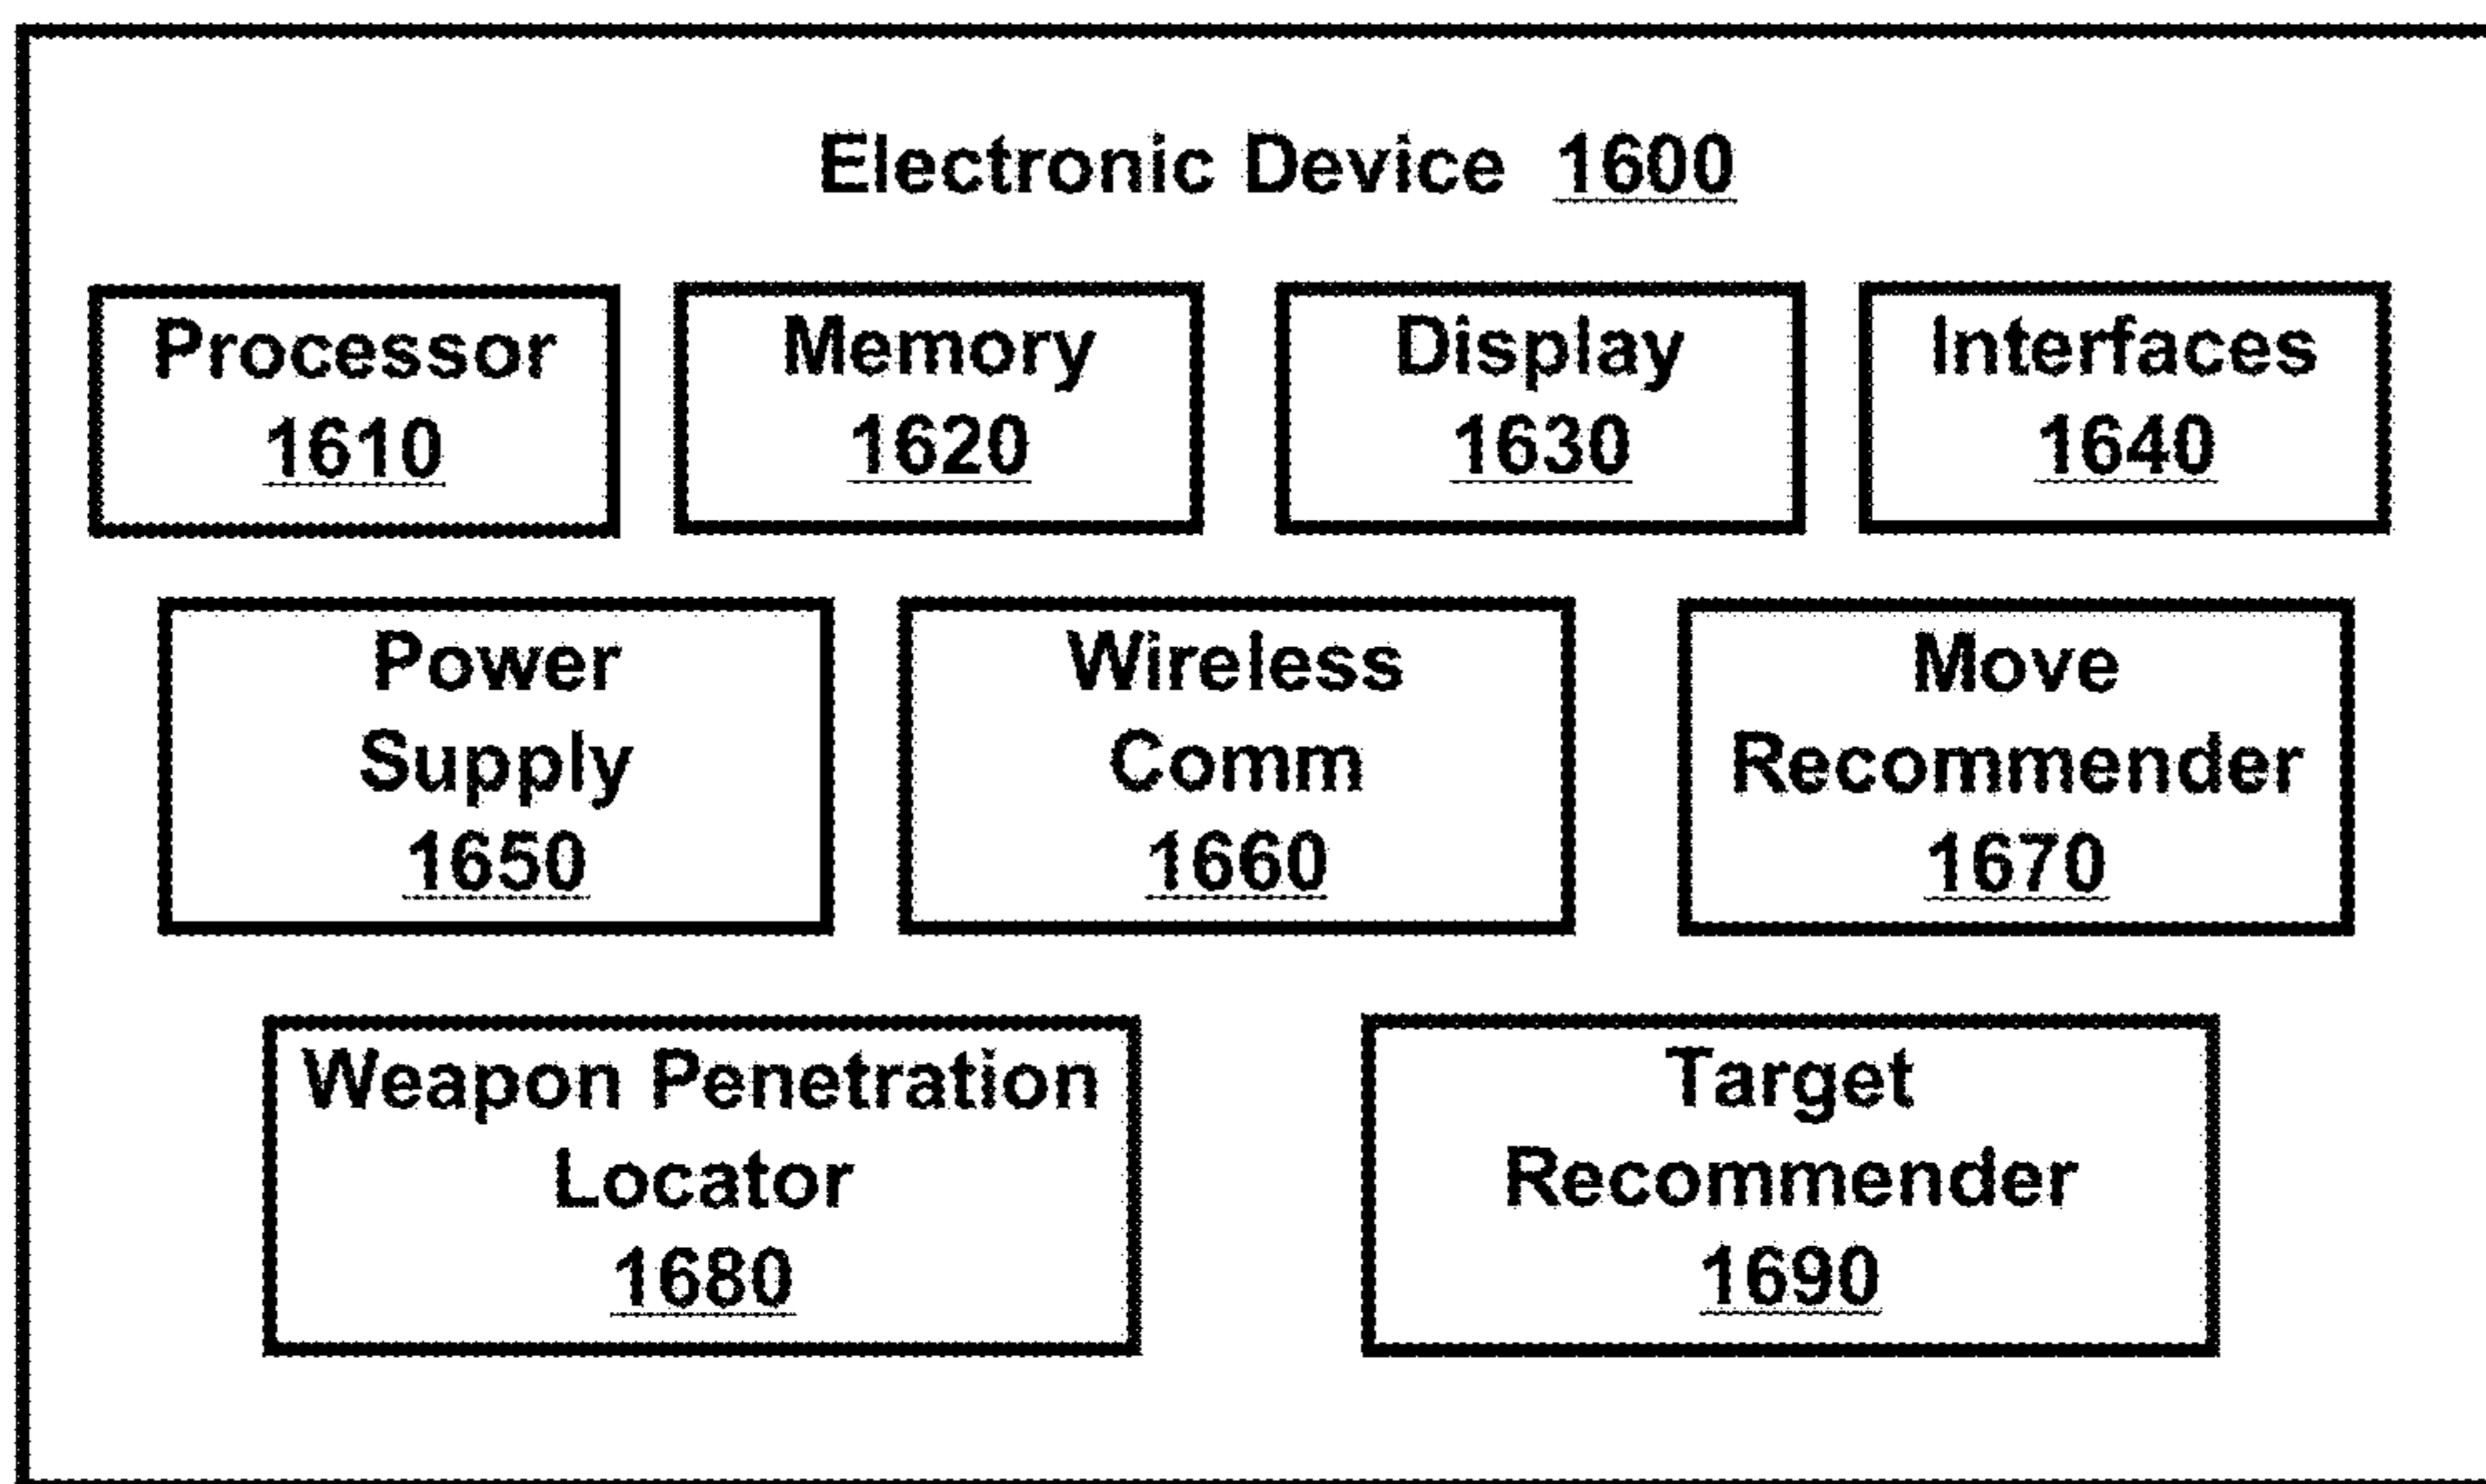 Electronic Device 1600
Processor
1610
Memory
1620
Display
1630
Interfaces
1640
Power
Supply
1650
Wireless
Comm
1660
Move
Recommender
1670
Weapon Penetration
Locator
1680
Target
Recommender
1690